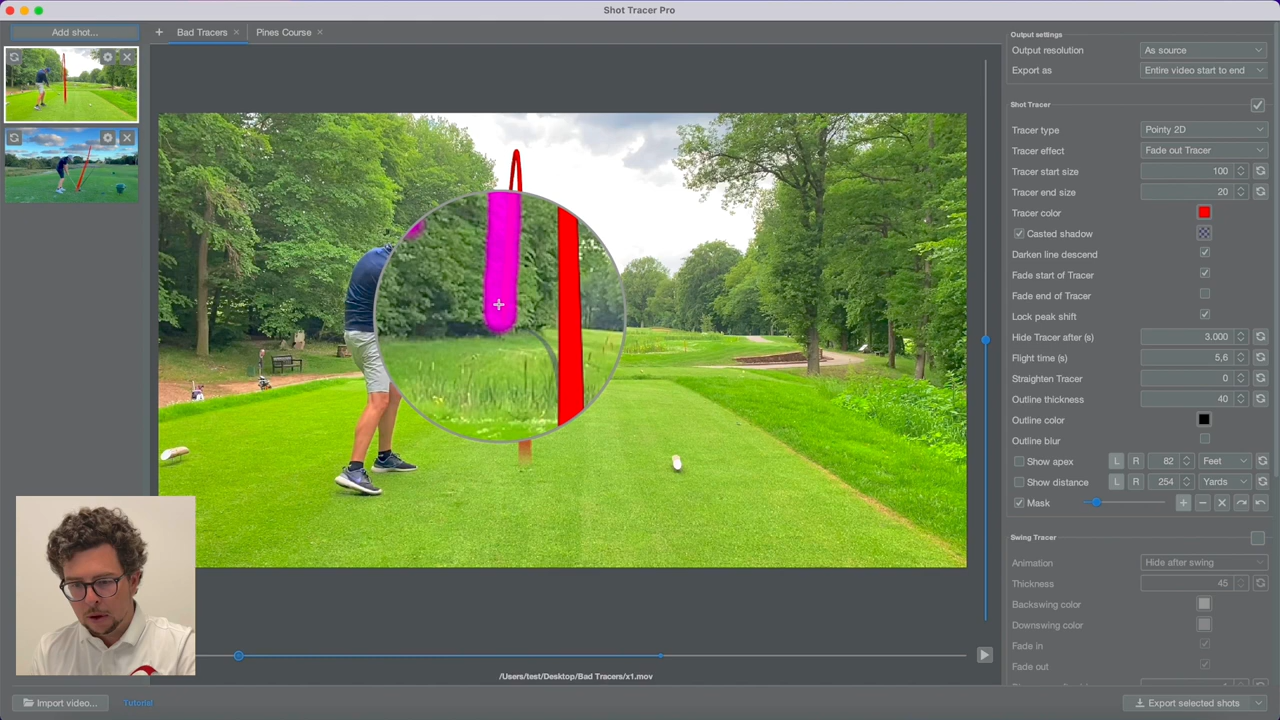 Shot Tracer Pro
Add shot...
+ Bad Tracers × Pines Course ×
Output settings
Output resolution As source
Export as Entire video start to end
Shot Tracer
Tracer type Pointy 2D
Tracer effect Fade out Tracer
Tracer start size 100
Tracer end size 20
Tracer color
Casted shadow
Darken line descend
Fade start of Tracer
Fade end of Tracer
Lock peak shift
Hide Tracer after (s) 3.000
Flight time (s) 5,6
Straighten Tracer 0
Outline thickness 40
Outline color
Outline blur
Show apex L R 82 Feet
Show distance L R 254 Yards
Mask
Swing Tracer
Animation Hide after swing
Thickness 45
Backswing color
Downswing color
Fade in
Fade out
/Users/test/Desktop/Bad Tracers/x1.mov
Import video... Tutorial
Export selected shots